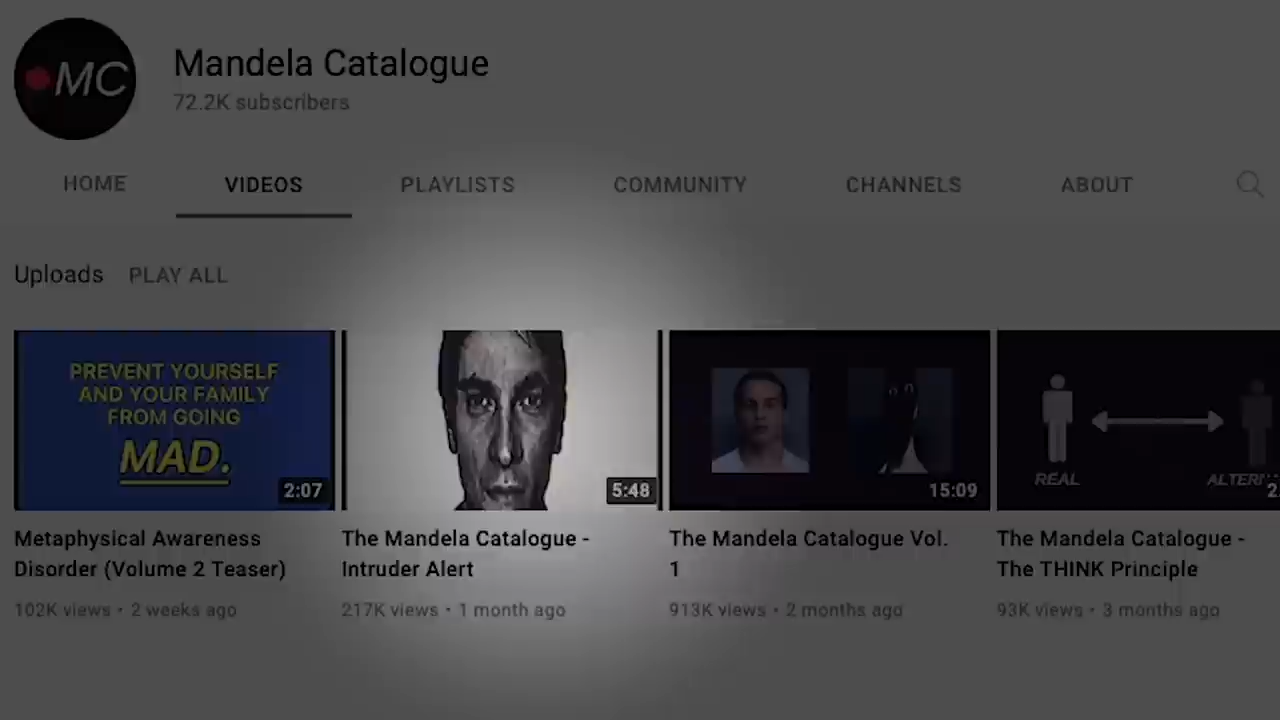 MC
Mandela Catalogue
72.2K subscribers
HOME VIDEOS PLAYLISTS COMMUNITY CHANNELS ABOUT
Uploads PLAY ALL
PREVENT YOURSELF
AND YOUR FAMILY
FROM GOING
MAD.
2:07
5:48
15:09
REAL
ALTER
2
Metaphysical Awareness
Disorder (Volume 2 Teaser)
102K views • 2 weeks ago
The Mandela Catalogue -
Intruder Alert
217K views • 1 month ago
The Mandela Catalogue Vol.
1
913K views • 2 months ago
The Mandela Catalogue -
The THINK Principle
93K views • 3 months ago